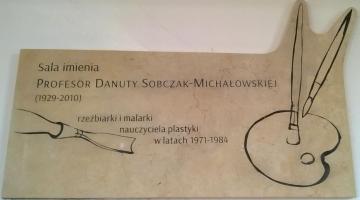 Sala imienia
PROFESOR DANUTY SOBCZAK-MICHAŁOWSKIEJ
(1929-2010)
rzeźbiarki i malarki
nauczyciela plastyki
w latach 1971-1984